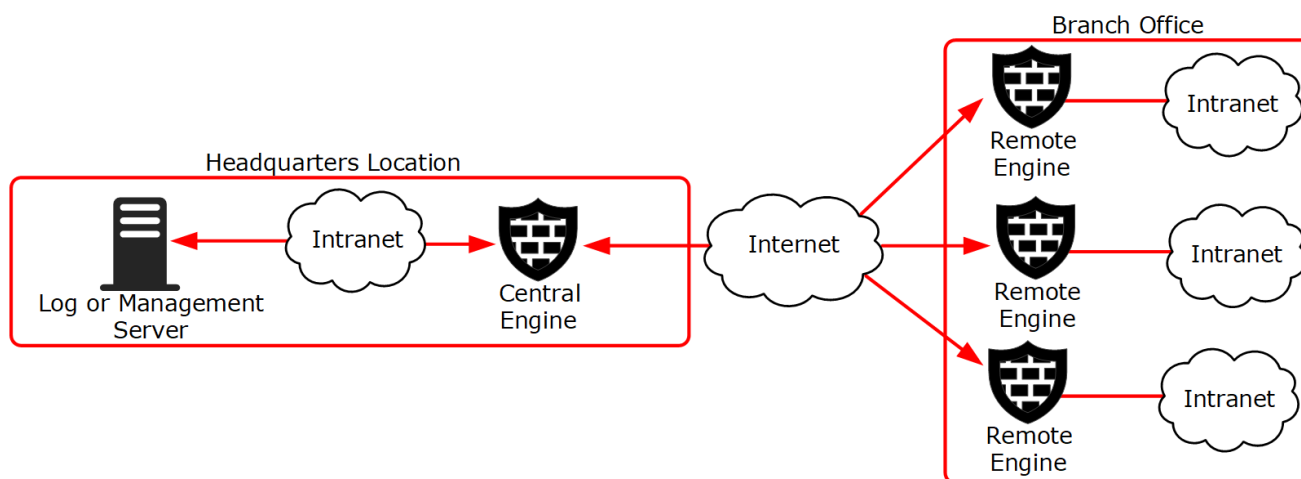 Branch Office
Intranet
Remote
Engine
Headquarters Location
Intranet
Internet
Intranet
Log or Management
Server
Central
Engine
Remote
Engine
Intranet
Remote
Engine